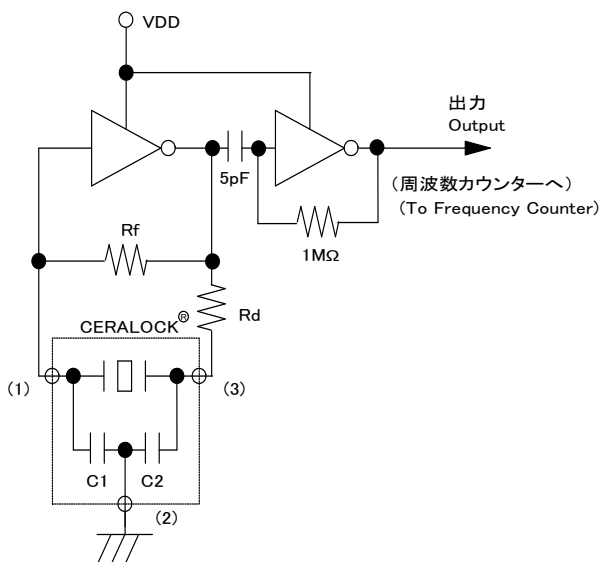 VDD
出力
Output
5pF
(周波数カウンターへ)
(To Frequency Counter)
Rf
1MΩ
Rd
CERALOCK®
(1)
(3)
C1
C2
(2)